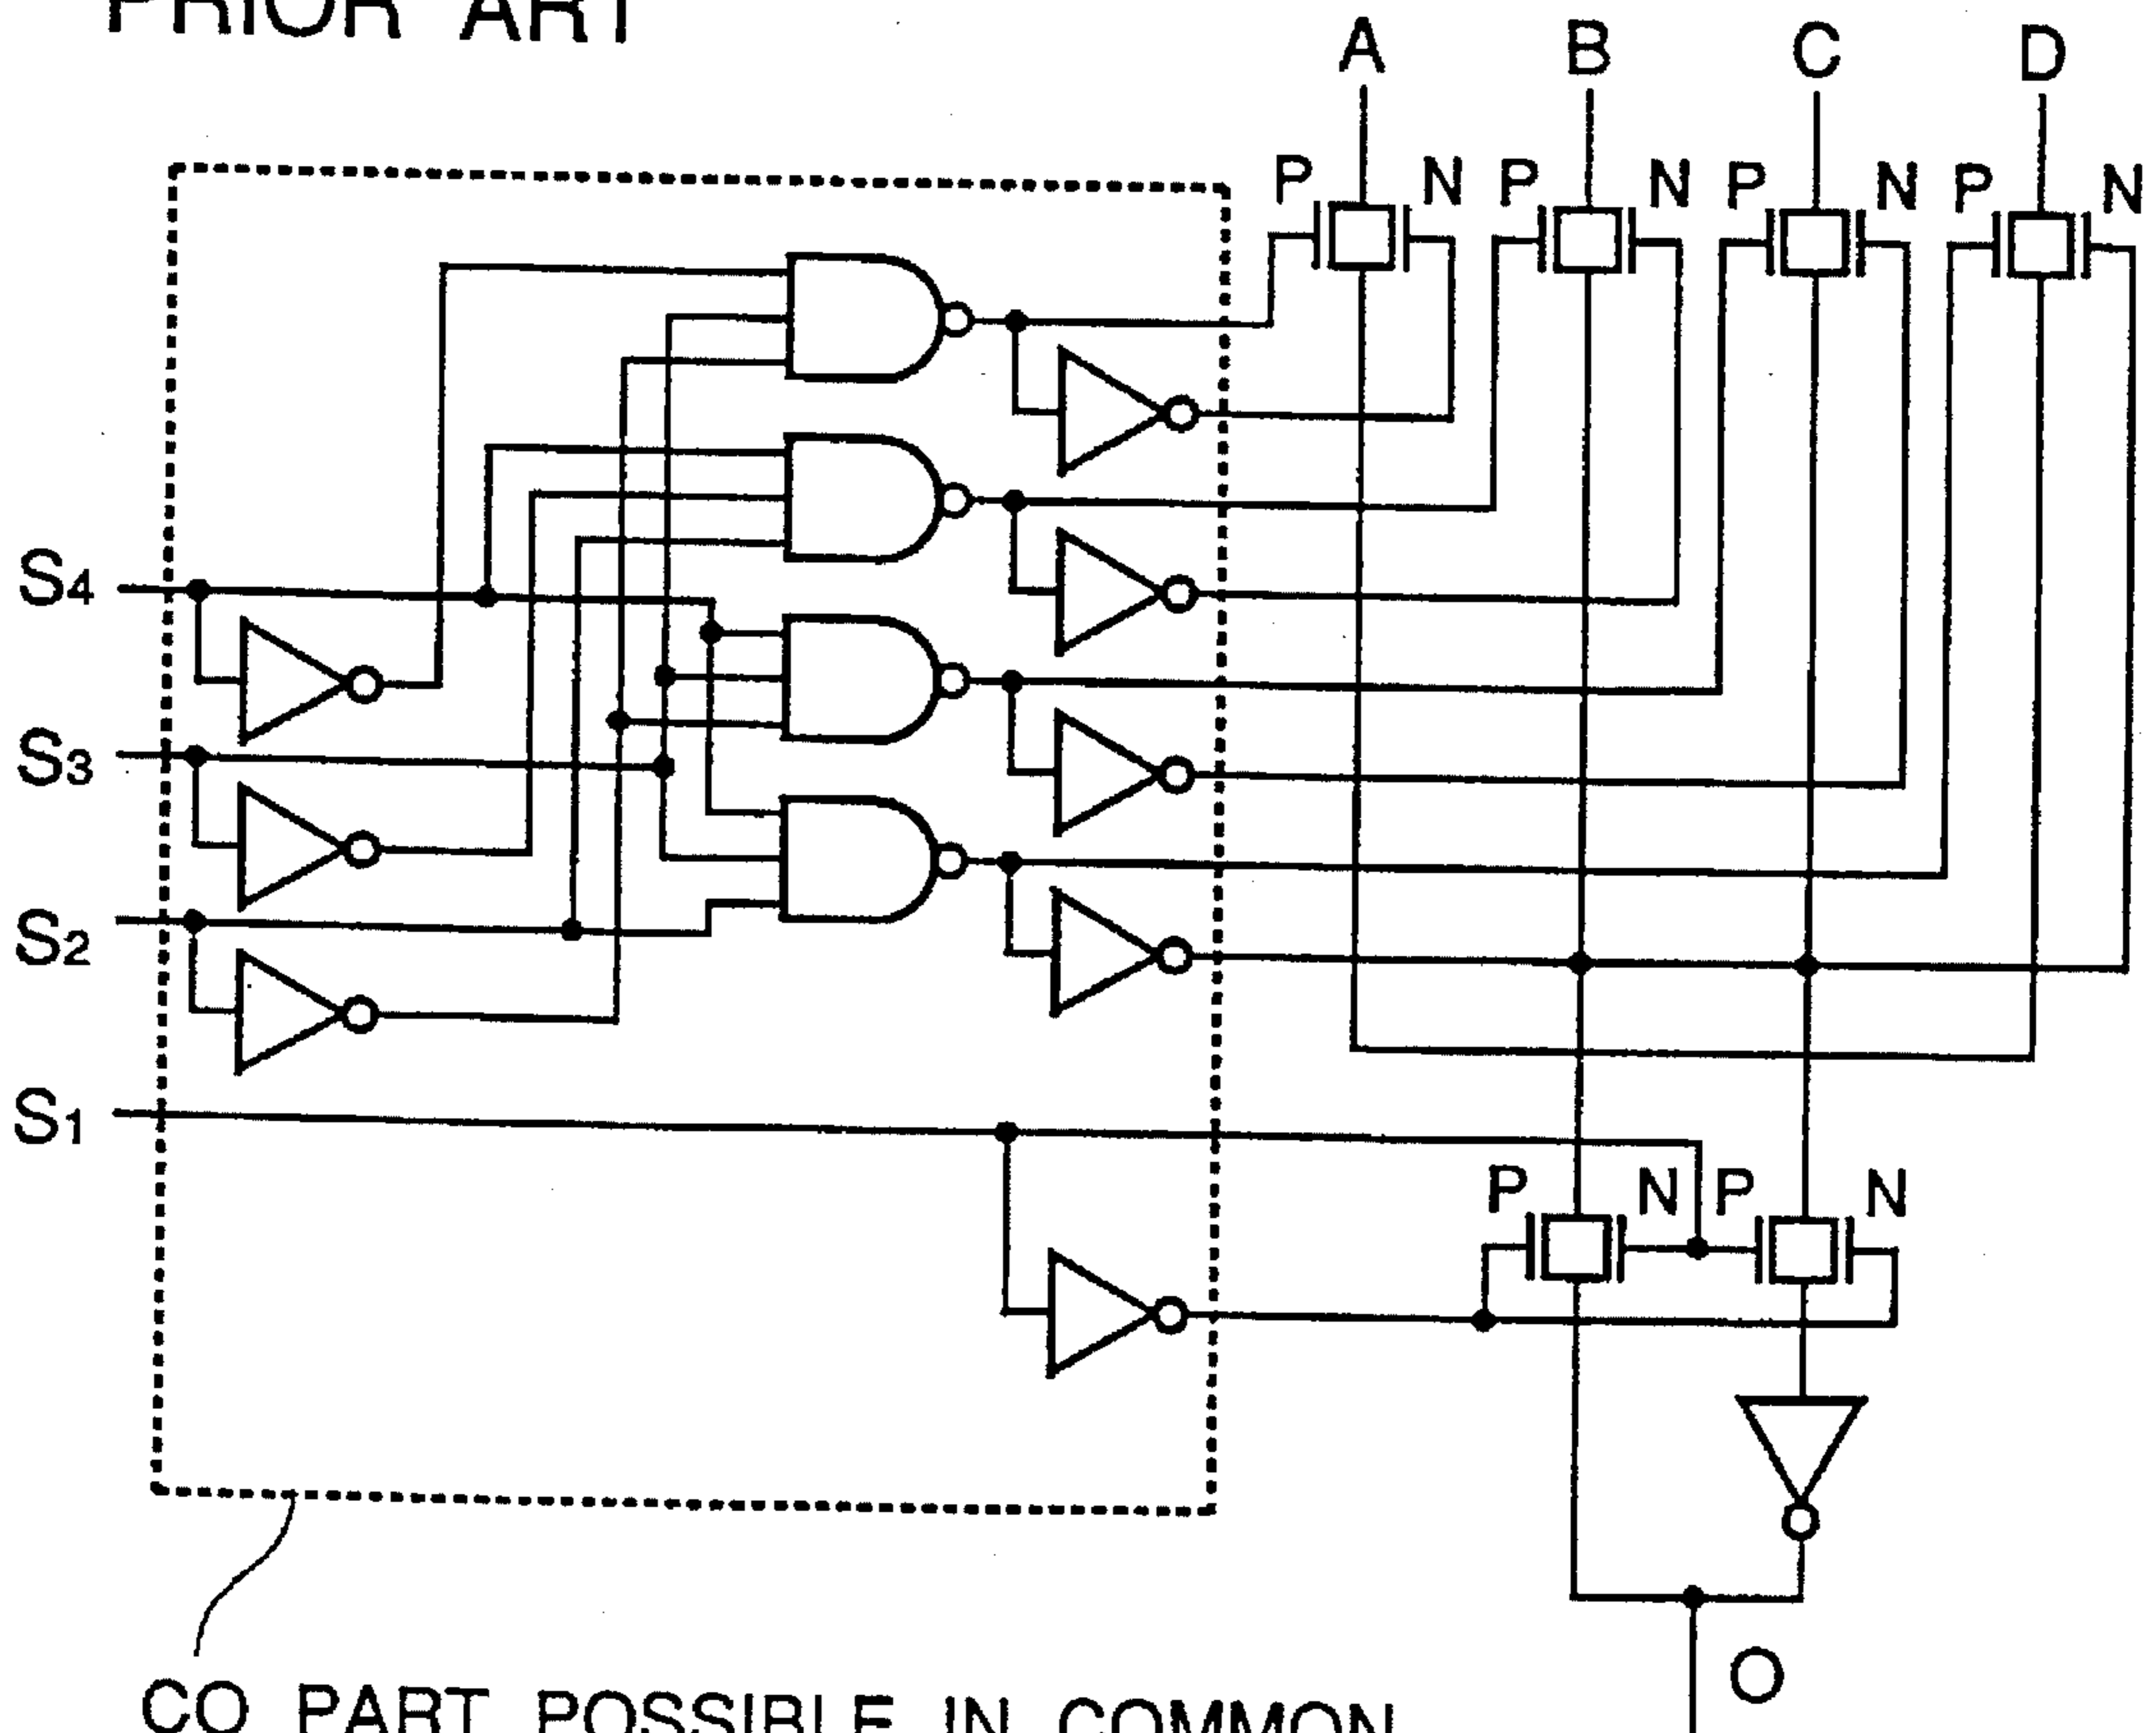 PRIOR ART
A B C D
P N P N P N P N
S4
S3
S2
S1
P N P N
O
CO PART POSSIBLE IN COMMON